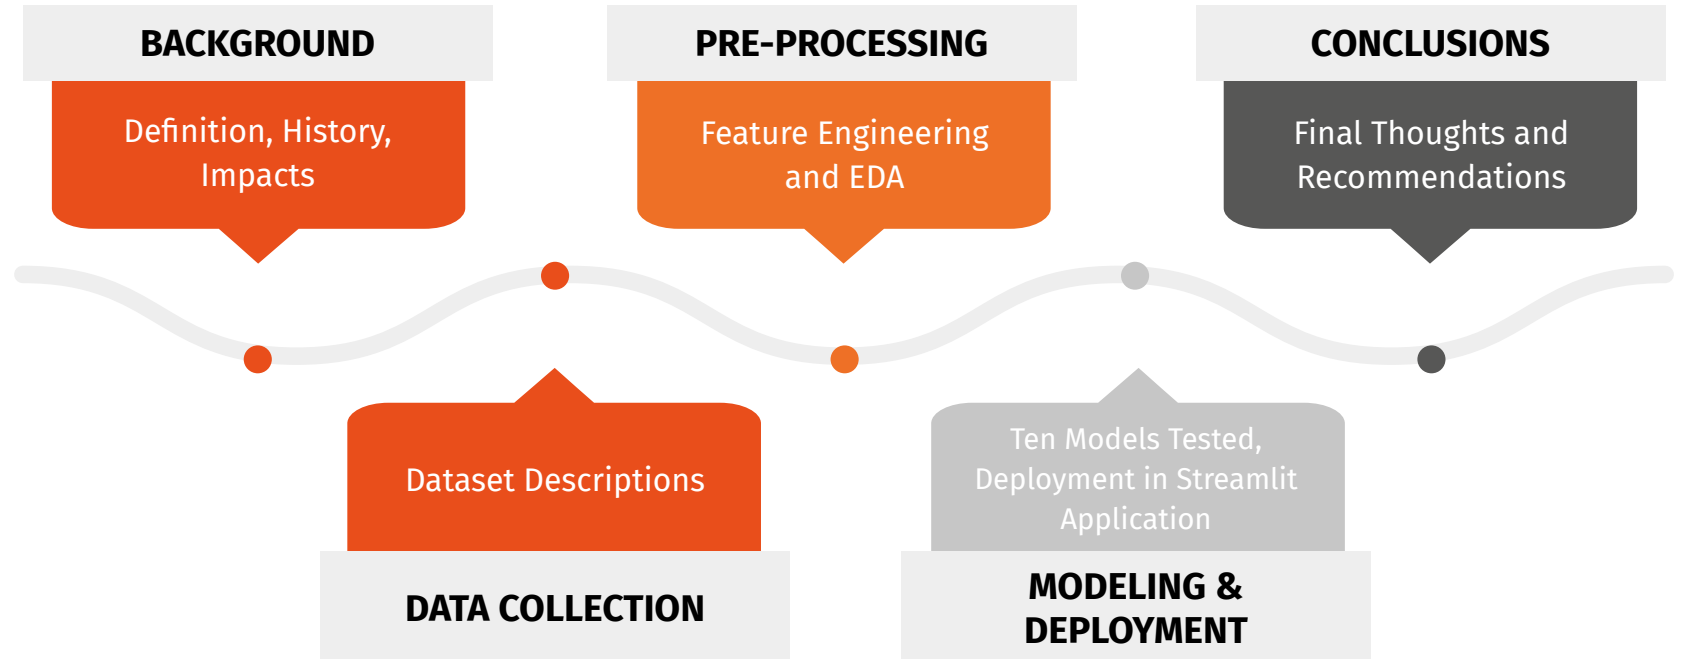 BACKGROUND
Definition, History,
Impacts
DATA COLLECTION
Dataset Descriptions
PRE-PROCESSING
Feature Engineering
and EDA
MODELING &
DEPLOYMENT
Ten Models Tested,
Deployment in Streamlit
Application
CONCLUSIONS
Final Thoughts and
Recommendations